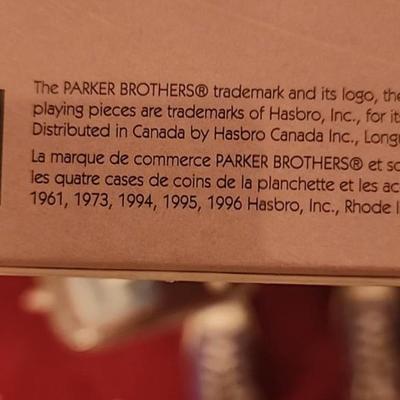 The PARKER BROTHERS® trademark and its logo, the
playing pieces are trademarks of Hasbro, Inc., for it
Distributed in Canada by Hasbro Canada Inc., Longu
La marque de commerce PARKER BROTHERS® et so
les quatre cases de coins de la planchette et les ac
1961, 1973, 1994, 1995, 1996 Hasbro, Inc., Rhode I